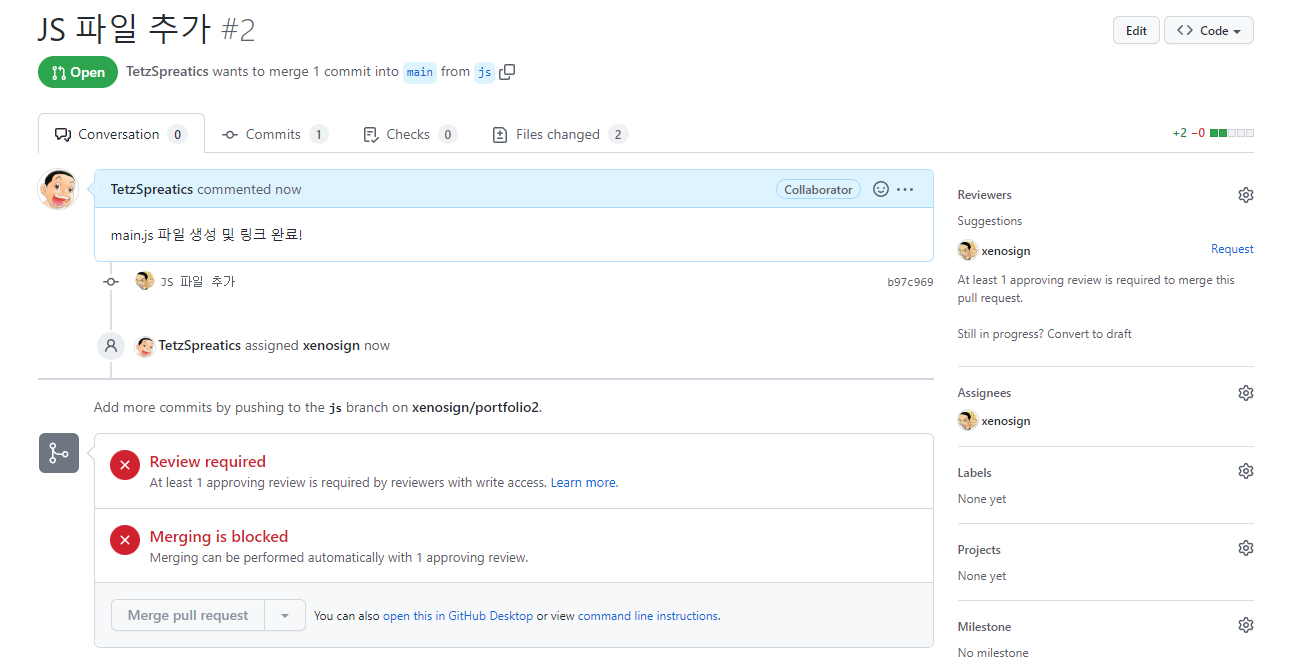 JS 파일 추가 #2
Edit
Code
Open
TetzSpreatics wants to merge 1 commit into main from js
Conversation 0
Commits 1
Checks 0
Files changed 2
+2 −0
TetzSpreatics commented now
Collaborator
main.js 파일 생성 및 링크 완료!
JS 파일 추가
b97c969
TetzSpreatics assigned xenosign now
Add more commits by pushing to the js branch on xenosign/portfolio2.
Review required
At least 1 approving review is required by reviewers with write access. Learn more.
Merging is blocked
Merging can be performed automatically with 1 approving review.
Merge pull request
You can also open this in GitHub Desktop or view command line instructions.
Reviewers
Suggestions
xenosign
Request
At least 1 approving review is required to merge this
pull request.
Still in progress? Convert to draft
Assignees
xenosign
Labels
None yet
Projects
None yet
Milestone
No milestone